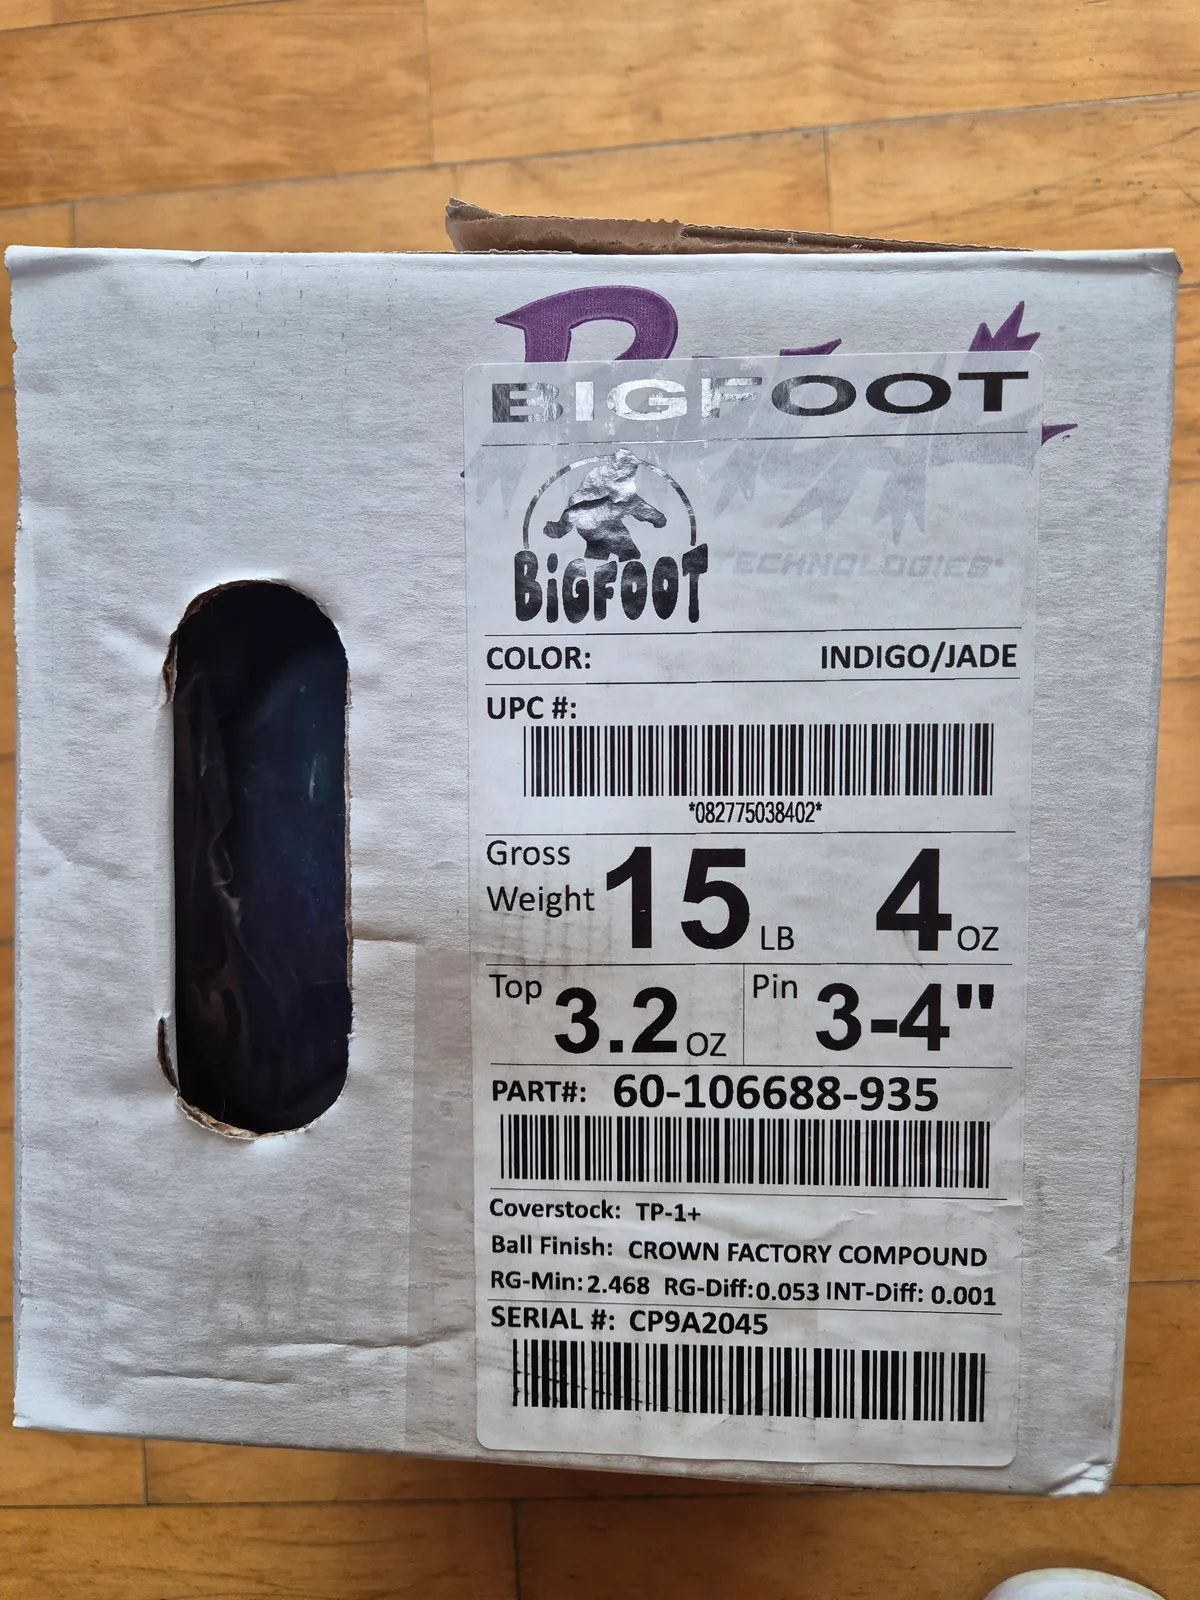 BIGFOOT
BiGFOOT
TECHNOLOGIES
COLOR: INDIGO/JADE
UPC #:
*082775038402*
Gross
Weight 15 LB 4 OZ
Top 3.2 OZ Pin 3-4"
PART#: 60-106688-935
Coverstock: TP-1+
Ball Finish: CROWN FACTORY COMPOUND
RG-Min: 2.468 RG-Diff: 0.053 INT-Diff: 0.001
SERIAL #: CP9A2045